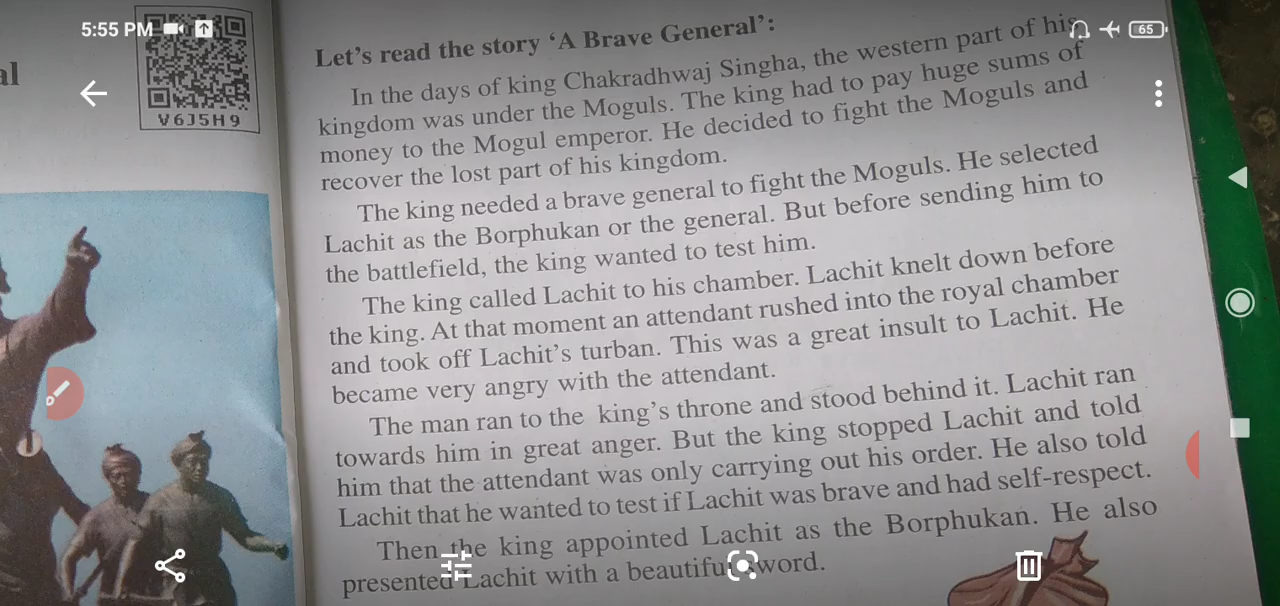 5:55 PM
65
al
V6J5H9
Let's read the story 'A Brave General':
In the days of king Chakradhwaj Singha, the western part of his
kingdom was under the Moguls. The king had to pay huge sums of
money to the Mogul emperor. He decided to fight the Moguls and
recover the lost part of his kingdom.
The king needed a brave general to fight the Moguls. He selected
Lachit as the Borphukan or the general. But before sending him to
the battlefield, the king wanted to test him.
The king called Lachit to his chamber. Lachit knelt down before
the king. At that moment an attendant rushed into the royal chamber
and took off Lachit's turban. This was a great insult to Lachit. He
became very angry with the attendant.
The man ran to the king's throne and stood behind it. Lachit ran
towards him in great anger. But the king stopped Lachit and told
him that the attendant was only carrying out his order. He also told
Lachit that he wanted to test if Lachit was brave and had self-respect.
Then the king appointed Lachit as the Borphukan. He also
presented Lachit with a beautiful sword.